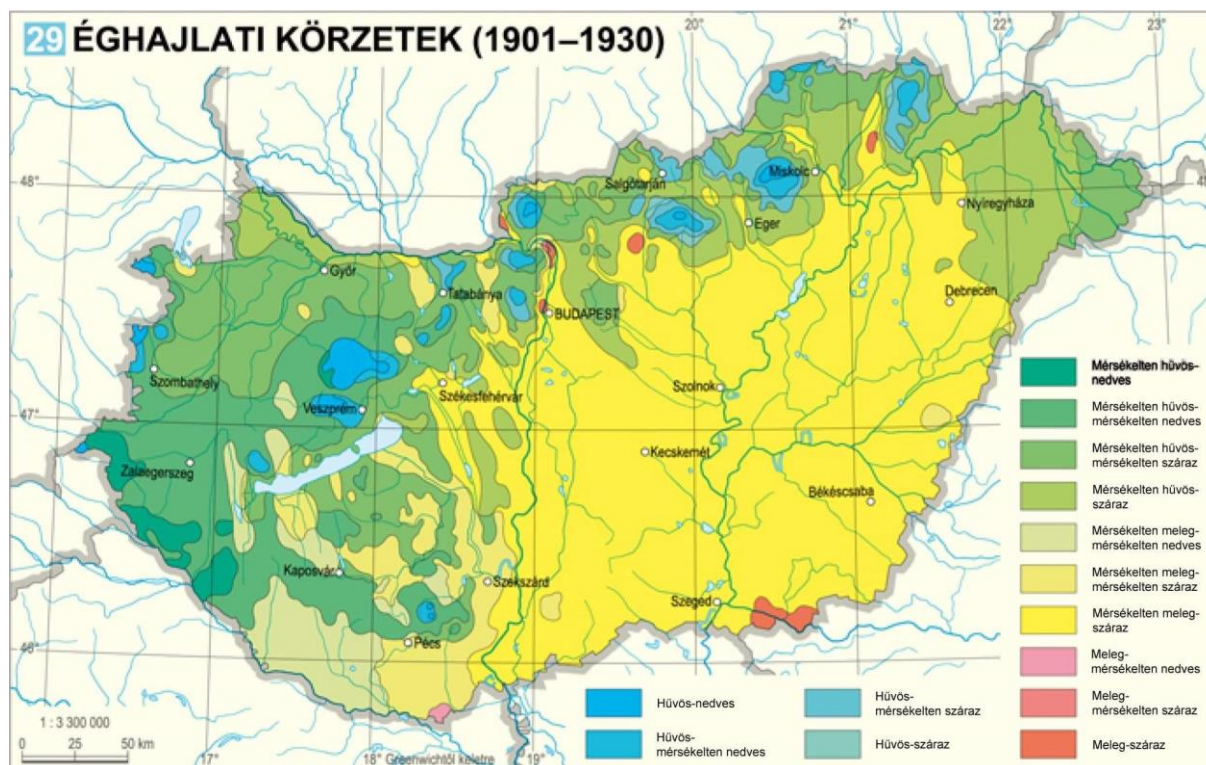 29 ÉGHAJLATI KÖRZETEK (1901–1930)
20°
21°
22°
23°
48°
Salgótarján
Miskolc
Nyíregyháza
Eger
Győr
Tatabánya
Debrecen
BUDAPEST
Szombathely
Székesfehérvár
Szolnok
Veszprém
47°
Kecskemét
Zalaegerszeg
Békéscsaba
Kaposvár
Szekszárd
Szeged
46°
Pécs
Mérsékelten hűvös-
nedves
Mérsékelten hűvös-
mérsékelten nedves
Mérsékelten hűvös-
mérsékelten száraz
Mérsékelten hűvös-
száraz
Mérsékelten meleg-
mérsékelten nedves
Mérsékelten meleg-
mérsékelten száraz
Mérsékelten meleg-
száraz
Meleg-
mérsékelten nedves
Meleg-
mérsékelten száraz
Meleg-száraz
Hűvös-nedves
Hűvös-
mérsékelten nedves
Hűvös-
mérsékelten száraz
Hűvös-száraz
1 : 3 300 000
0 25 50 km
17°
18° Greenwichtől keletre
19°